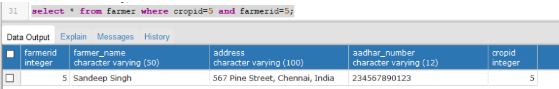 31 select * from farmer where cropid=5 and farmerid=5;
Data Output Explain Messages History
farmerid farmer_name address aadhar_number cropid
integer character varying (50) character varying (100) character varying (12) integer
5 Sandeep Singh 567 Pine Street, Chennai, India 234567890123 5